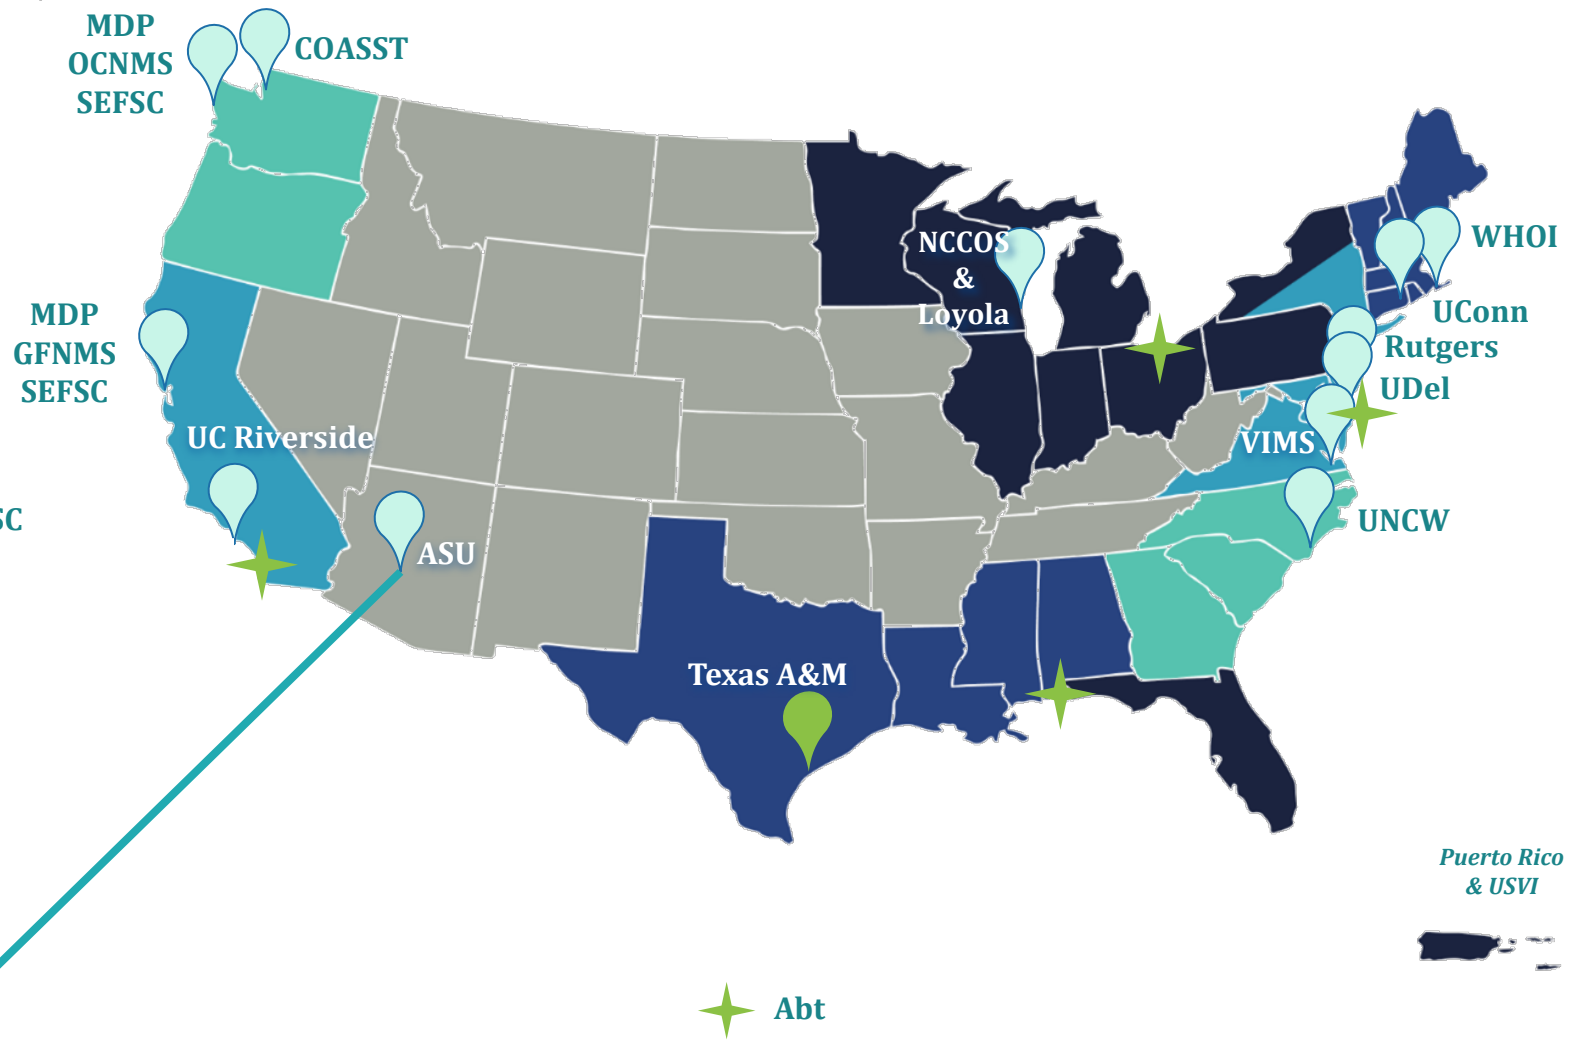 MDP
OCNMS
SEFSC
COASST
NCCOS
&
Loyola
WHOI
UConn
Rutgers
UDel
VIMS
UNCW
MDP
GFNMS
SEFSC
UC Riverside
ASU
Texas A&M
Puerto Rico
& USVI
Abt